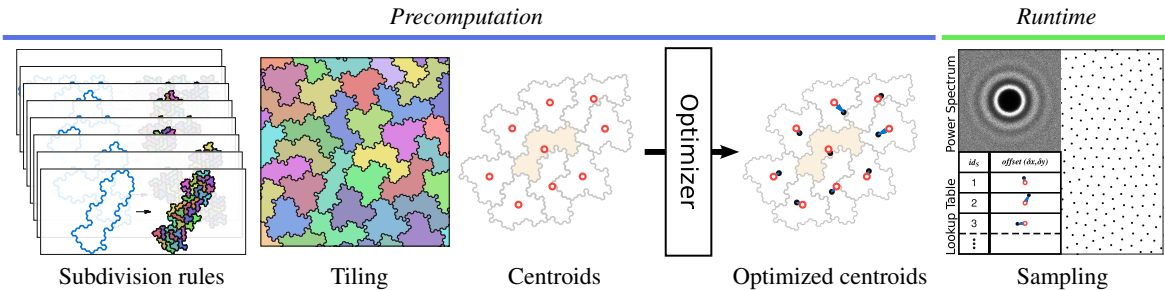 Precomputation
Runtime
Optimizer
Power Spectrum
Lookup Table
id_S offset (δx,δy)
1
2
3
Subdivision rules
Tiling
Centroids
Optimized centroids
Sampling